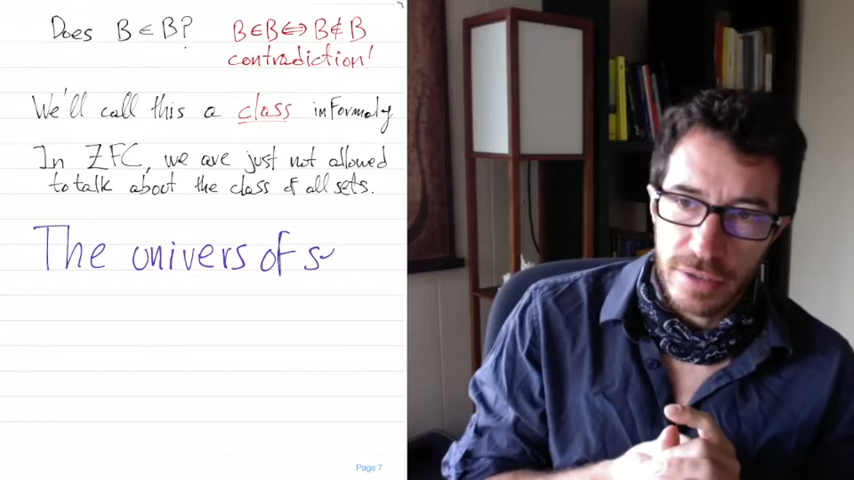 Does B ∈ B? B∈B ⇔ B∉B
contradiction!
We'll call this a class informaly
In ZFC, we are just not allowed
to talk about the class of all sets.
The univers of s
Page 7